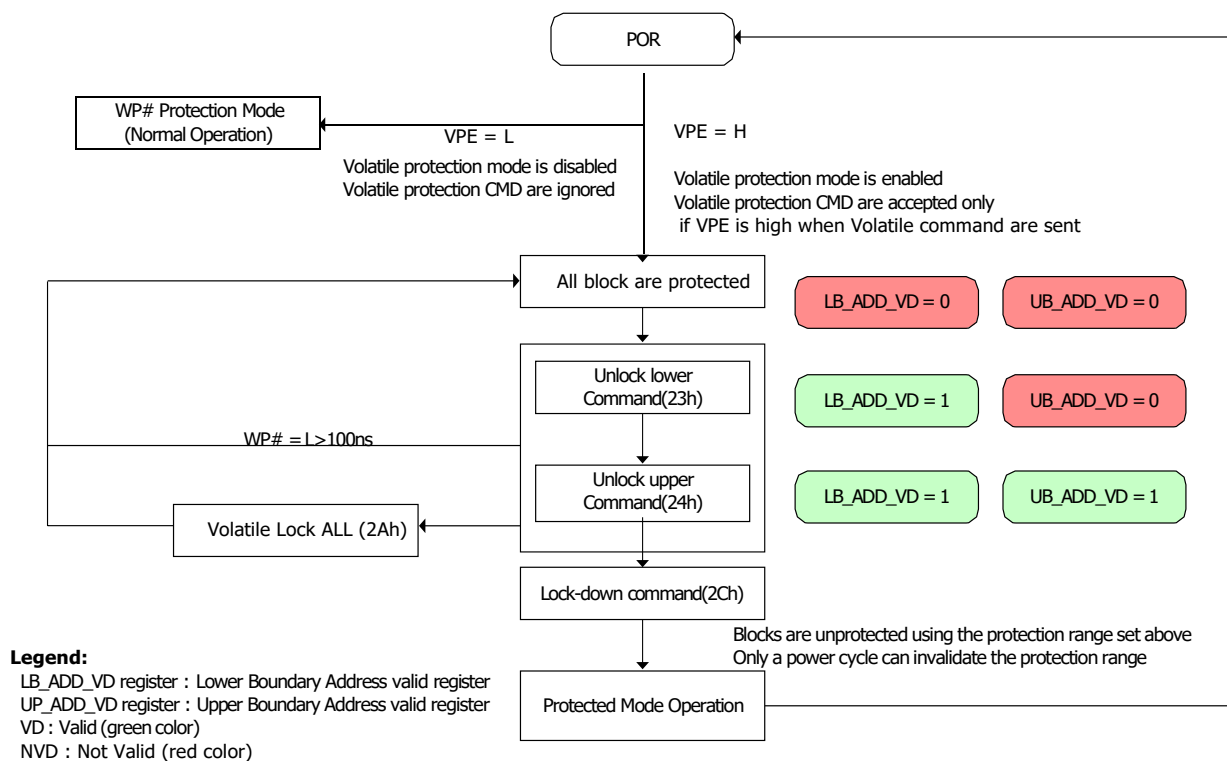 POR
WP# Protection Mode
(Normal Operation)
VPE = L
VPE = H
Volatile protection mode is disabled
Volatile protection CMD are ignored
Volatile protection mode is enabled
Volatile protection CMD are accepted only
if VPE is high when Volatile command are sent
All block are protected
LB_ADD_VD = 0
UB_ADD_VD = 0
Unlock lower
Command(23h)
LB_ADD_VD = 1
UB_ADD_VD = 0
WP# = L>100ns
Unlock upper
Command(24h)
LB_ADD_VD = 1
UB_ADD_VD = 1
Volatile Lock ALL (2Ah)
Lock-down command(2Ch)
Blocks are unprotected using the protection range set above
Only a power cycle can invalidate the protection range
Protected Mode Operation
Legend:
LB_ADD_VD register : Lower Boundary Address valid register
UP_ADD_VD register : Upper Boundary Address valid register
VD : Valid (green color)
NVD : Not Valid (red color)